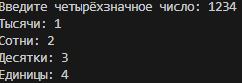 Введите четырёхзначное число: 1234
Тысячи: 1
Сотни: 2
Десятки: 3
Единицы: 4